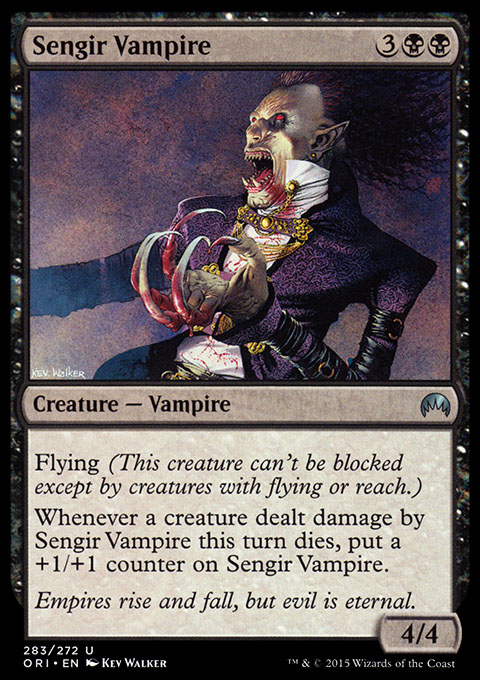 Sengir Vampire 3
KEV. WALKER
Creature — Vampire
Flying (This creature can't be blocked
except by creatures with flying or reach.)
Whenever a creature dealt damage by
Sengir Vampire this turn dies, put a
+1/+1 counter on Sengir Vampire.
Empires rise and fall, but evil is eternal.
4/4
283/272 U
ORI • EN Kev Walker
™ & © 2015 Wizards of the Coast